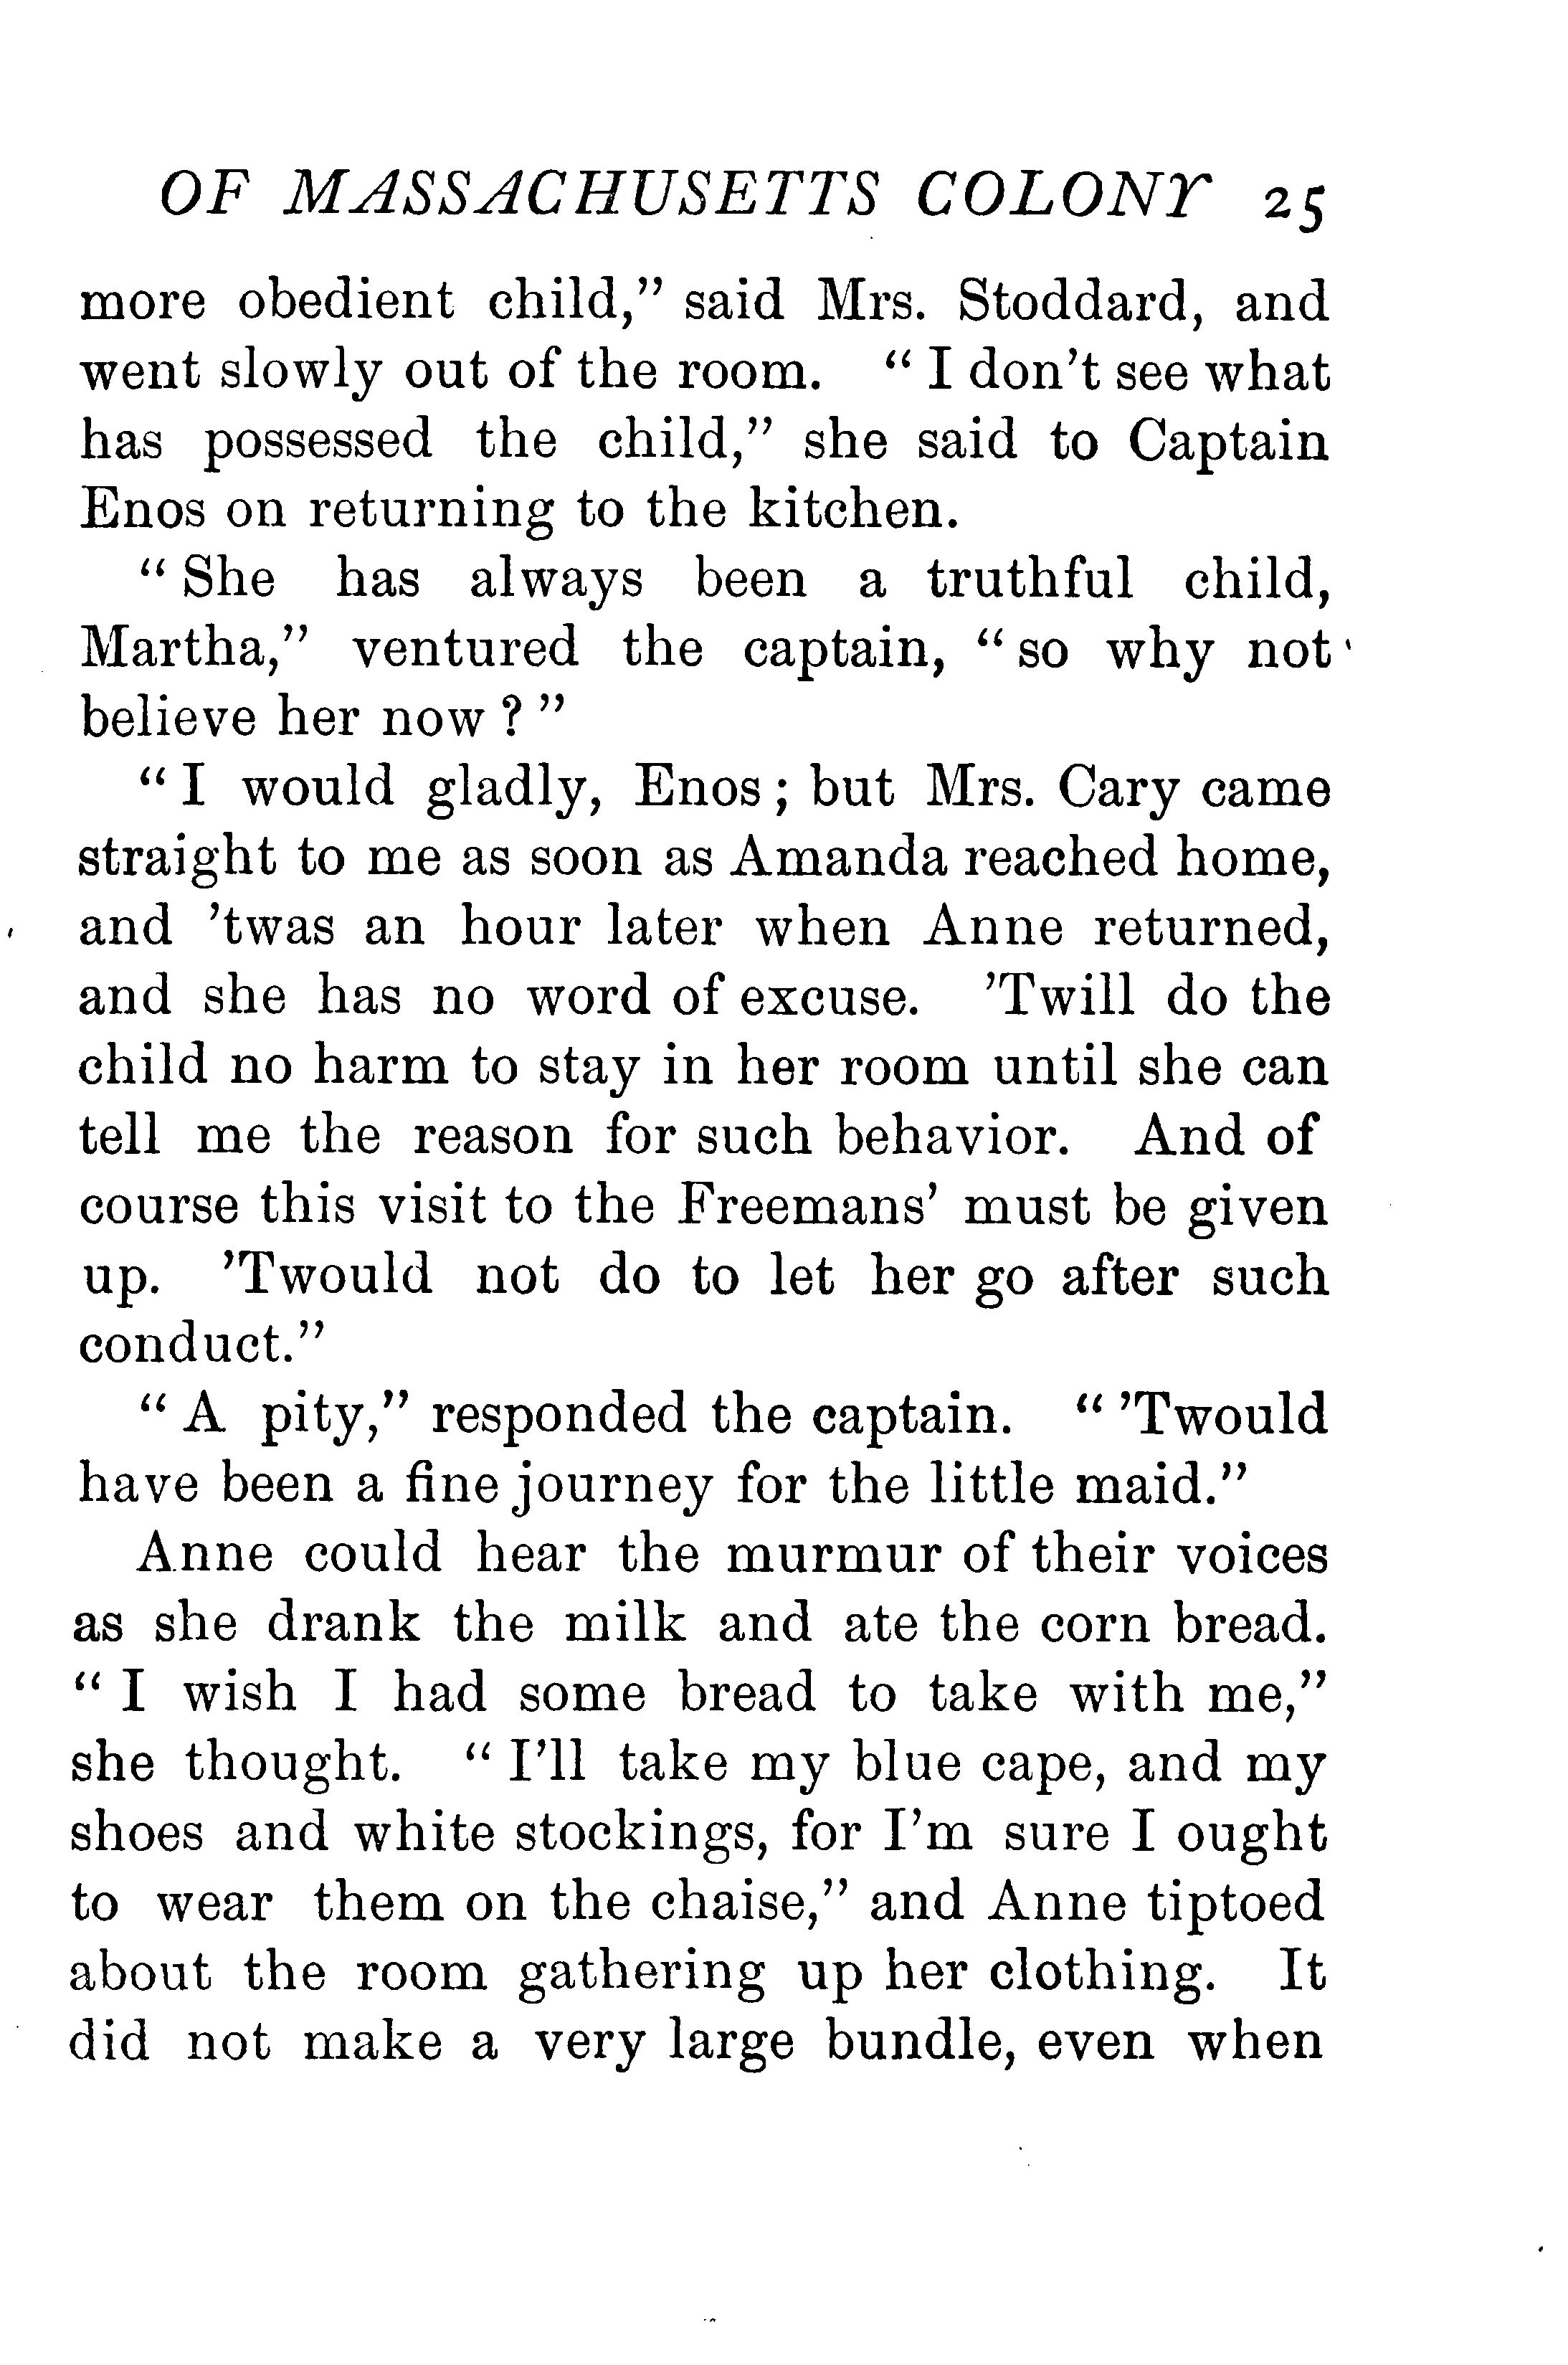 OF MASSACHUSETTS COLONY 25
more obedient child,” said Mrs. Stoddard, and
went slowly out of the room. “ I don’t see what
has possessed the child,” she said to Captain
Enos on returning to the kitchen.
“ She has always been a truthful child,
Martha,” ventured the captain, “ so why not
believe her now ? ”
“ I would gladly, Enos ; but Mrs. Cary came
straight to me as soon as Amanda reached home,
and ’twas an hour later when Anne returned,
and she has no word of excuse. ’Twill do the
child no harm to stay in her room until she can
tell me the reason for such behavior. And of
course this visit to the Freemans’ must be given
up. ’Twould not do to let her go after such
conduct.”
“ A pity,” responded the captain. “ ’Twould
have been a fine journey for the little maid.”
Anne could hear the murmur of their voices
as she drank the milk and ate the corn bread.
“ I wish I had some bread to take with me,”
she thought. “ I’ll take my blue cape, and my
shoes and white stockings, for I’m sure I ought
to wear them on the chaise,” and Anne tiptoed
about the room gathering up her clothing. It
did not make a very large bundle, even when